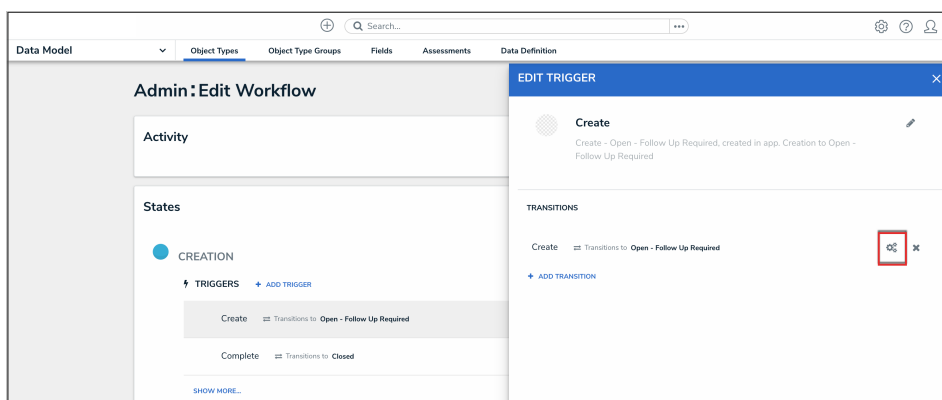 Search...
Data Model
Object Types
Object Type Groups
Fields
Assessments
Data Definition
Admin:Edit Workflow
Activity
States
CREATION
TRIGGERS
+ ADD TRIGGER
Create
Transitions to Open - Follow Up Required
Complete
Transitions to Closed
SHOW MORE...
EDIT TRIGGER
Create
Create - Open - Follow Up Required, created in app. Creation to Open -
Follow Up Required
TRANSITIONS
Create
Transitions to Open - Follow Up Required
+ ADD TRANSITION